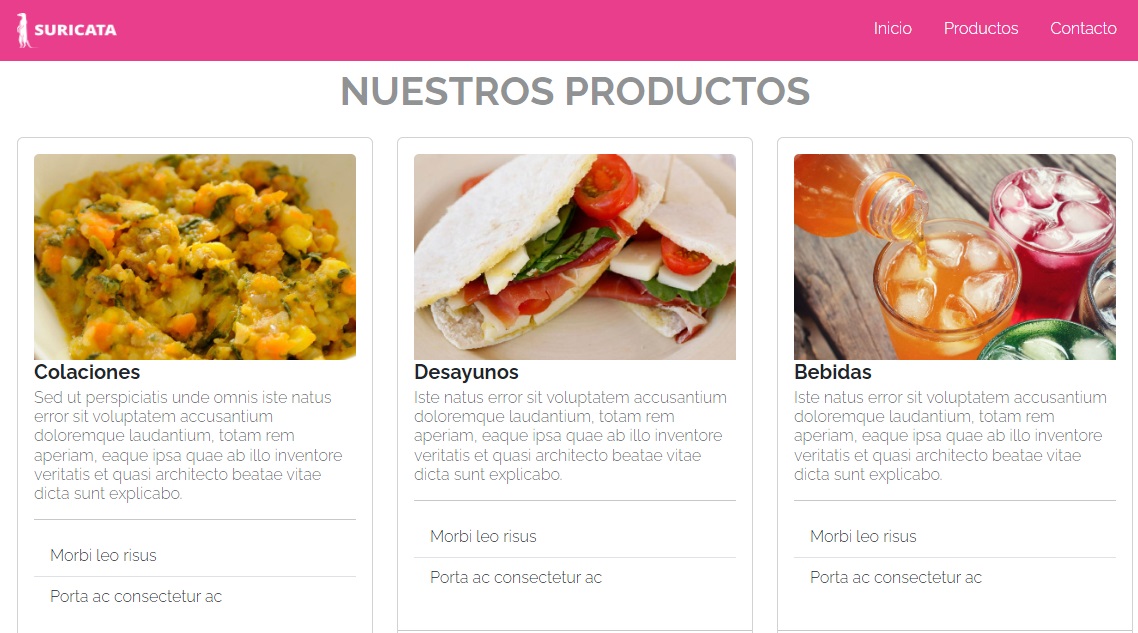 SURICATA
Inicio Productos Contacto
NUESTROS PRODUCTOS
Colaciones
Sed ut perspiciatis unde omnis iste natus
error sit voluptatem accusantium
doloremque laudantium, totam rem
aperiam, eaque ipsa quae ab illo inventore
veritatis et quasi architecto beatae vitae
dicta sunt explicabo.
Morbi leo risus
Porta ac consectetur ac
Desayunos
Iste natus error sit voluptatem accusantium
doloremque laudantium, totam rem
aperiam, eaque ipsa quae ab illo inventore
veritatis et quasi architecto beatae vitae
dicta sunt explicabo.
Morbi leo risus
Porta ac consectetur ac
Bebidas
Iste natus error sit voluptatem accusantium
doloremque laudantium, totam rem
aperiam, eaque ipsa quae ab illo inventore
veritatis et quasi architecto beatae vitae
dicta sunt explicabo.
Morbi leo risus
Porta ac consectetur ac